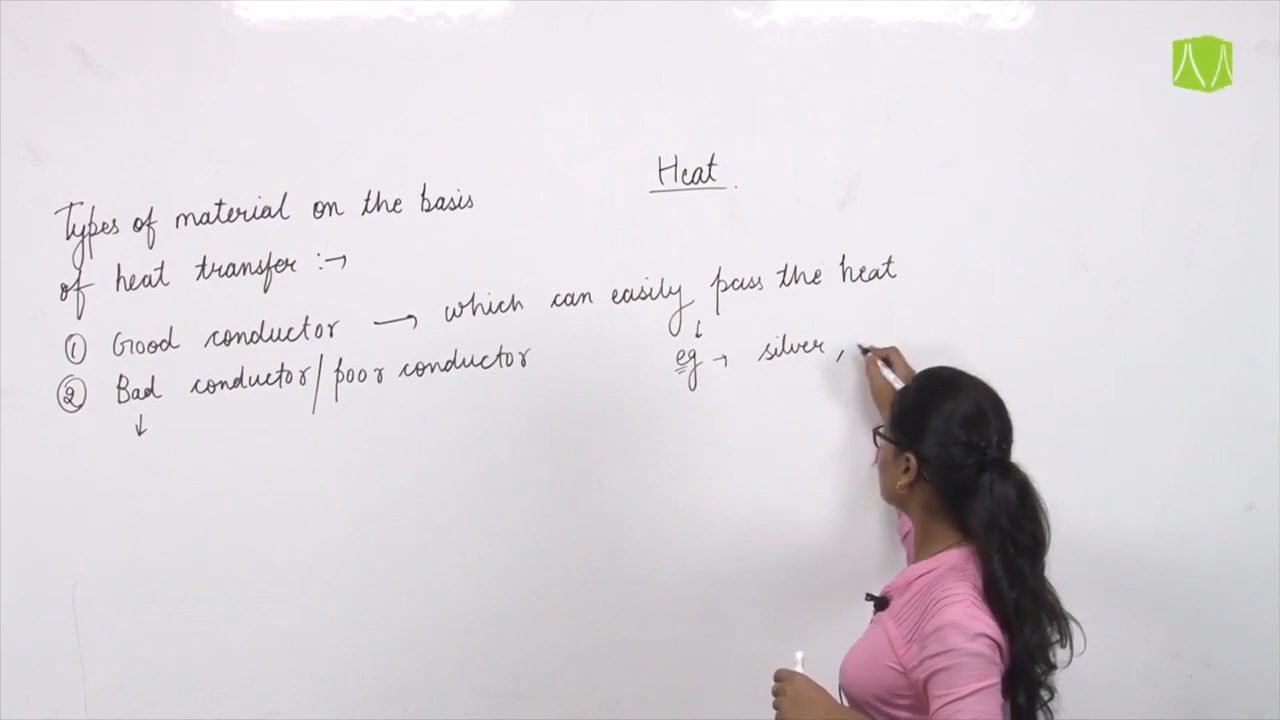 Heat
Types of material on the basis
of heat transfer :→
① Good conductor → which can easily pass the heat
↓
eg → silver ,
② Bad conductor/poor conductor
↓